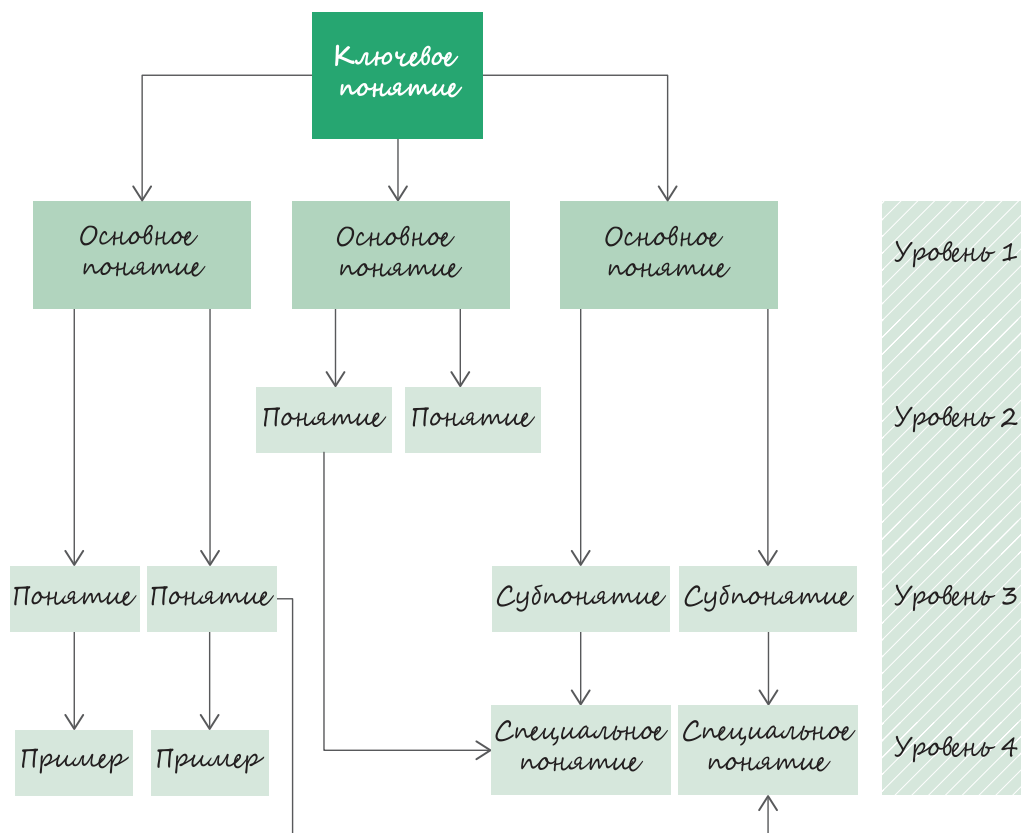 Ключевое
понятие
Основное
понятие
Основное
понятие
Основное
понятие
Уровень 1
Понятие
Понятие
Уровень 2
Понятие
Понятие
Субпонятие
Субпонятие
Уровень 3
Пример
Пример
Специальное
понятие
Специальное
понятие
Уровень 4